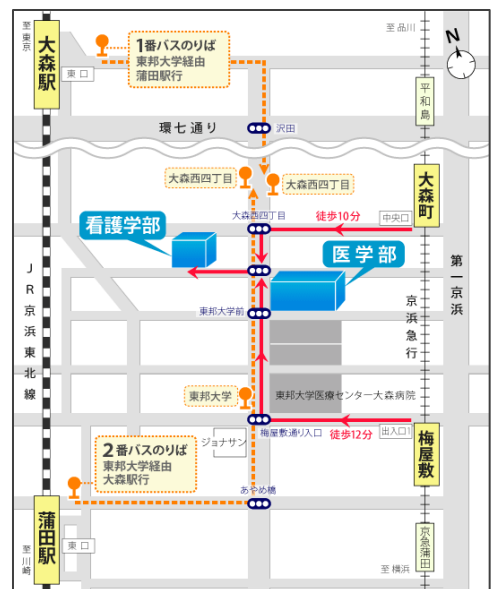 至東京
大森駅
東口
1番バスのりば
東邦大学経由
蒲田駅行
至品川
N
平和島
環七通り
沢田
大森西四丁目
大森西四丁目
大森町
中央口
大森西四丁目
徒歩10分
看護学部
医学部
第一京浜
JR京浜東北線
京浜急行
東邦大学前
東邦大学
東邦大学医療センター大森病院
梅屋敷通り入口
徒歩12分
出入口1
梅屋敷
ジョナサン
2番バスのりば
東邦大学経由
大森駅行
あやめ橋
蒲田駅
東口
至川崎
京急蒲田
至横浜